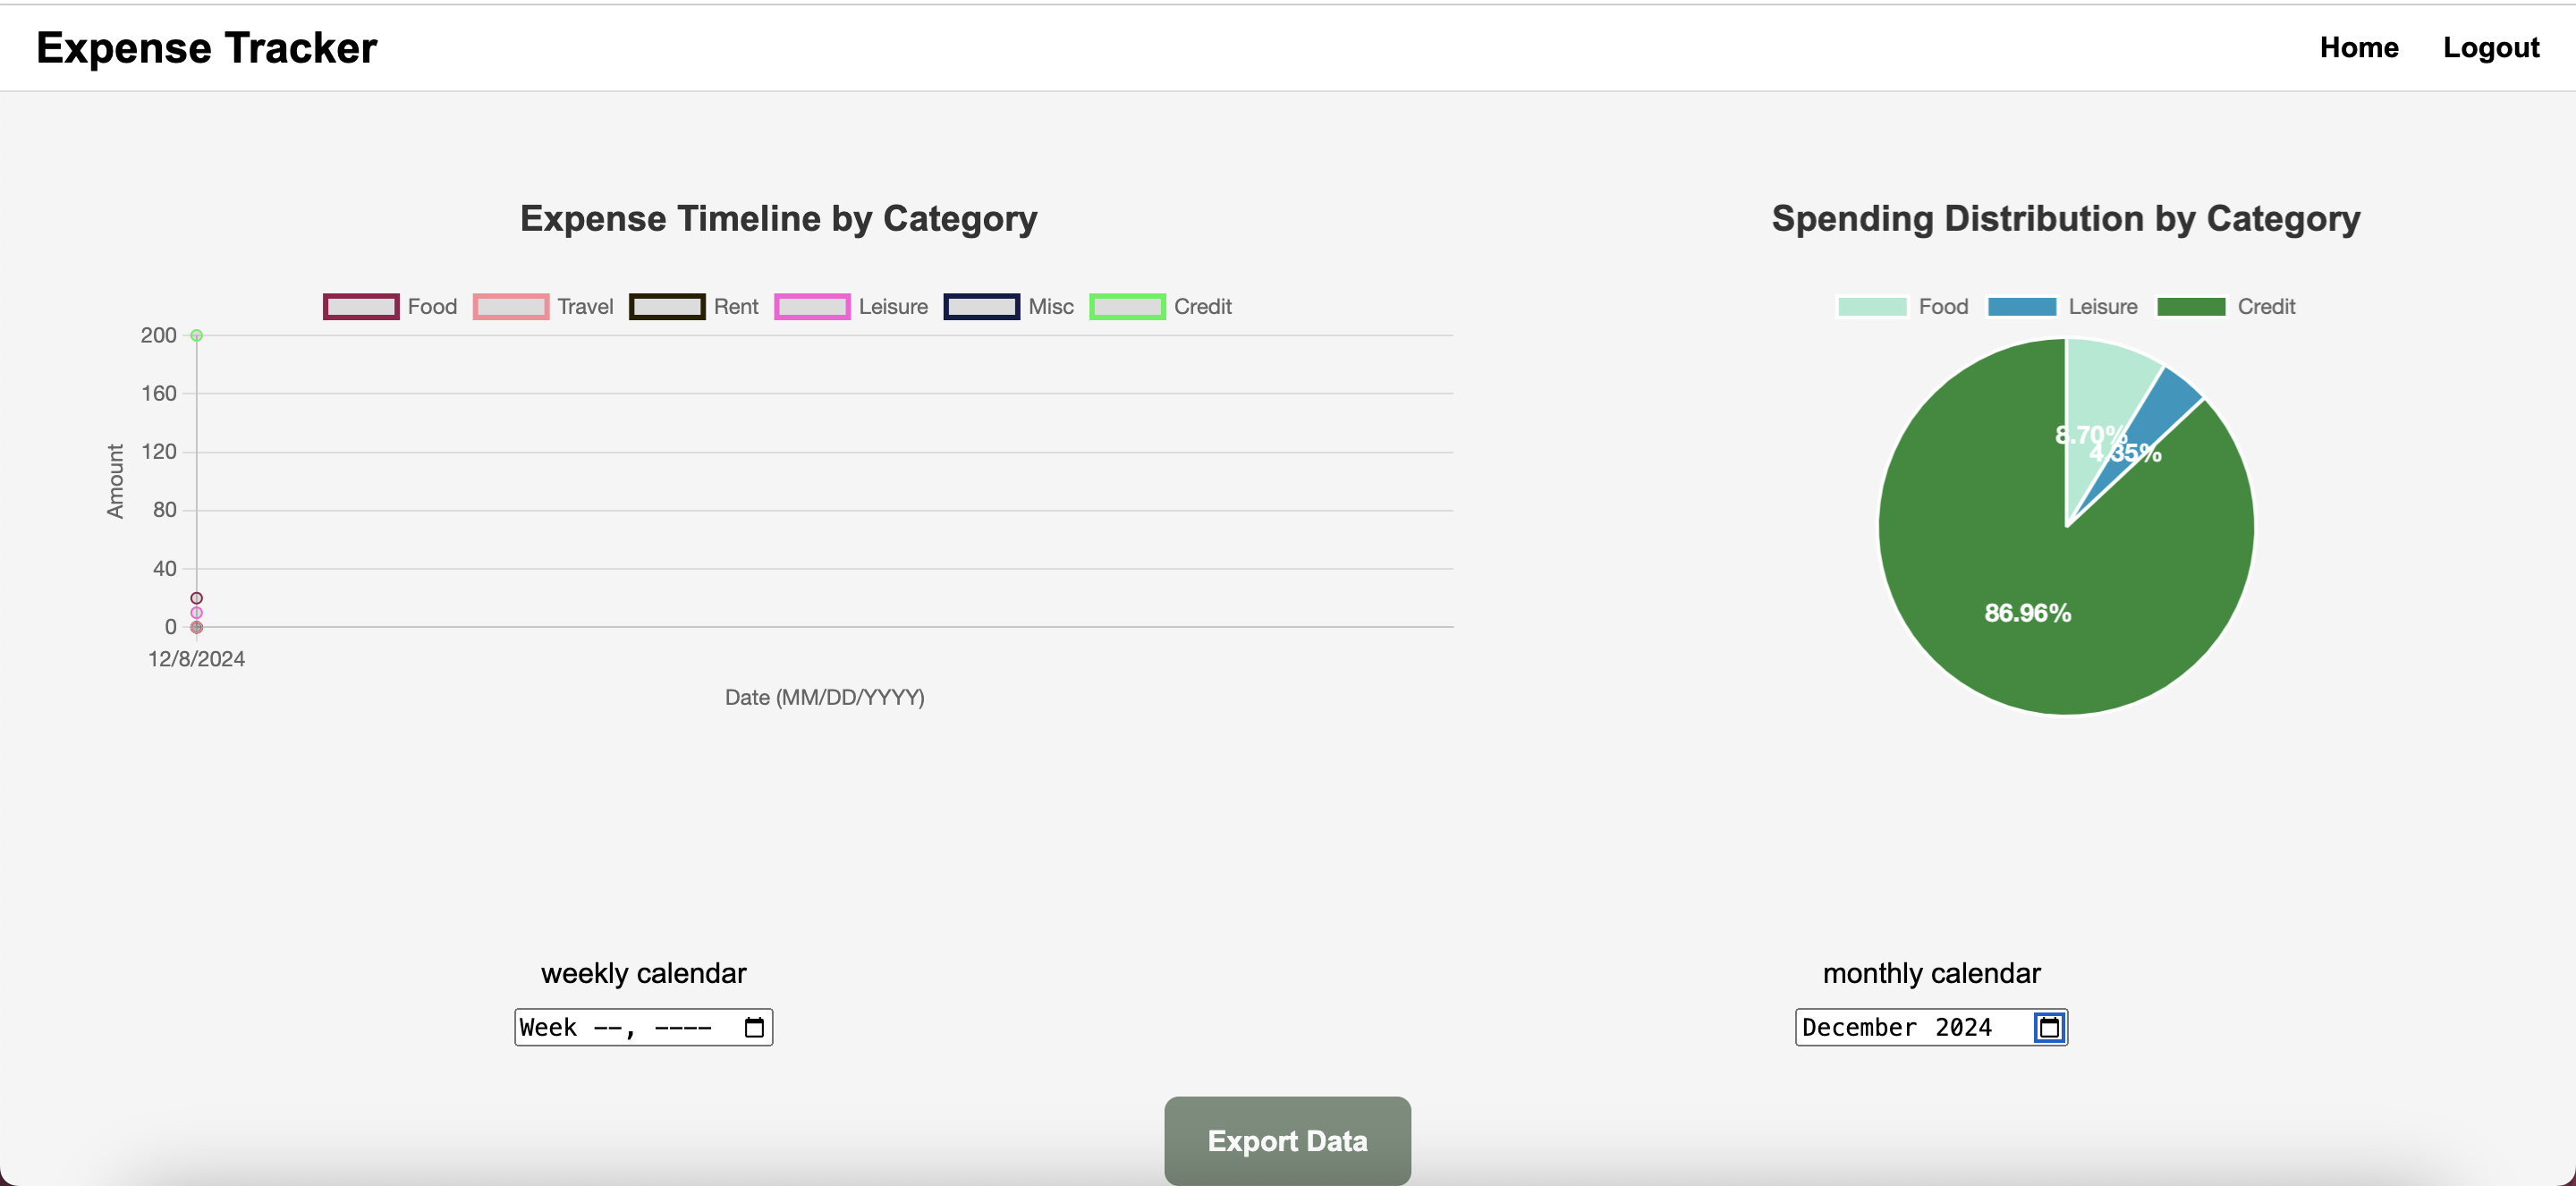 Expense Tracker
Home Logout
Expense Timeline by Category
Food Travel Rent Leisure Misc Credit
200
160
120
80
40
0
Amount
12/8/2024
Date (MM/DD/YYYY)
Spending Distribution by Category
Food Leisure Credit
8.70%
4.35%
86.96%
weekly calendar
Week --, ----
monthly calendar
December 2024
Export Data